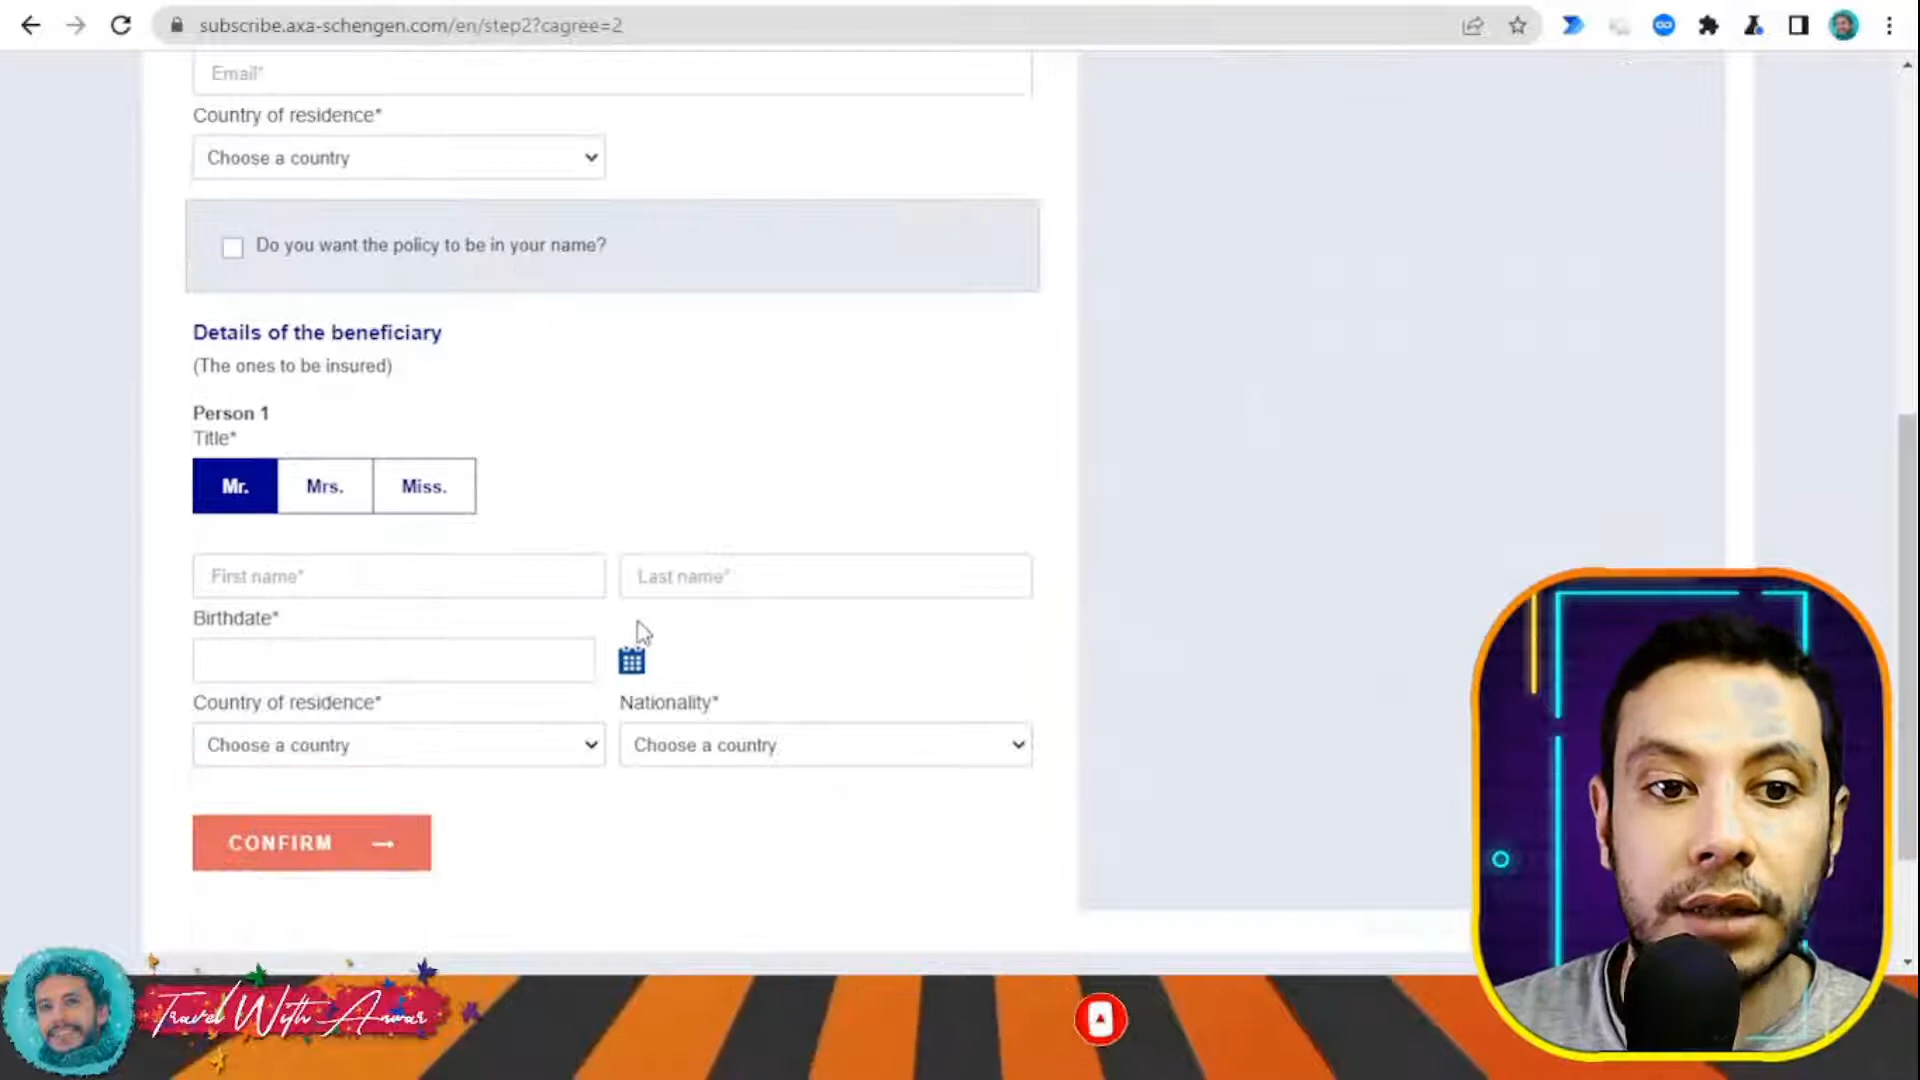 subscribe.axa-schengen.com/en/step2?cagree=2
Email*
Country of residence*
Choose a country
Do you want the policy to be in your name?
Details of the beneficiary
(The ones to be insured)
Person 1
Title*
Mr. Mrs. Miss.
First name* Last name*
Birthdate*
Country of residence* Nationality*
Choose a country Choose a country
CONFIRM
Travel With Anwar